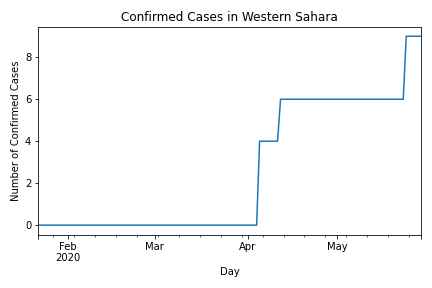 Confirmed Cases in Western Sahara
Number of Confirmed Cases
8
6
4
2
0
Feb
2020
Mar
Apr
May
Day